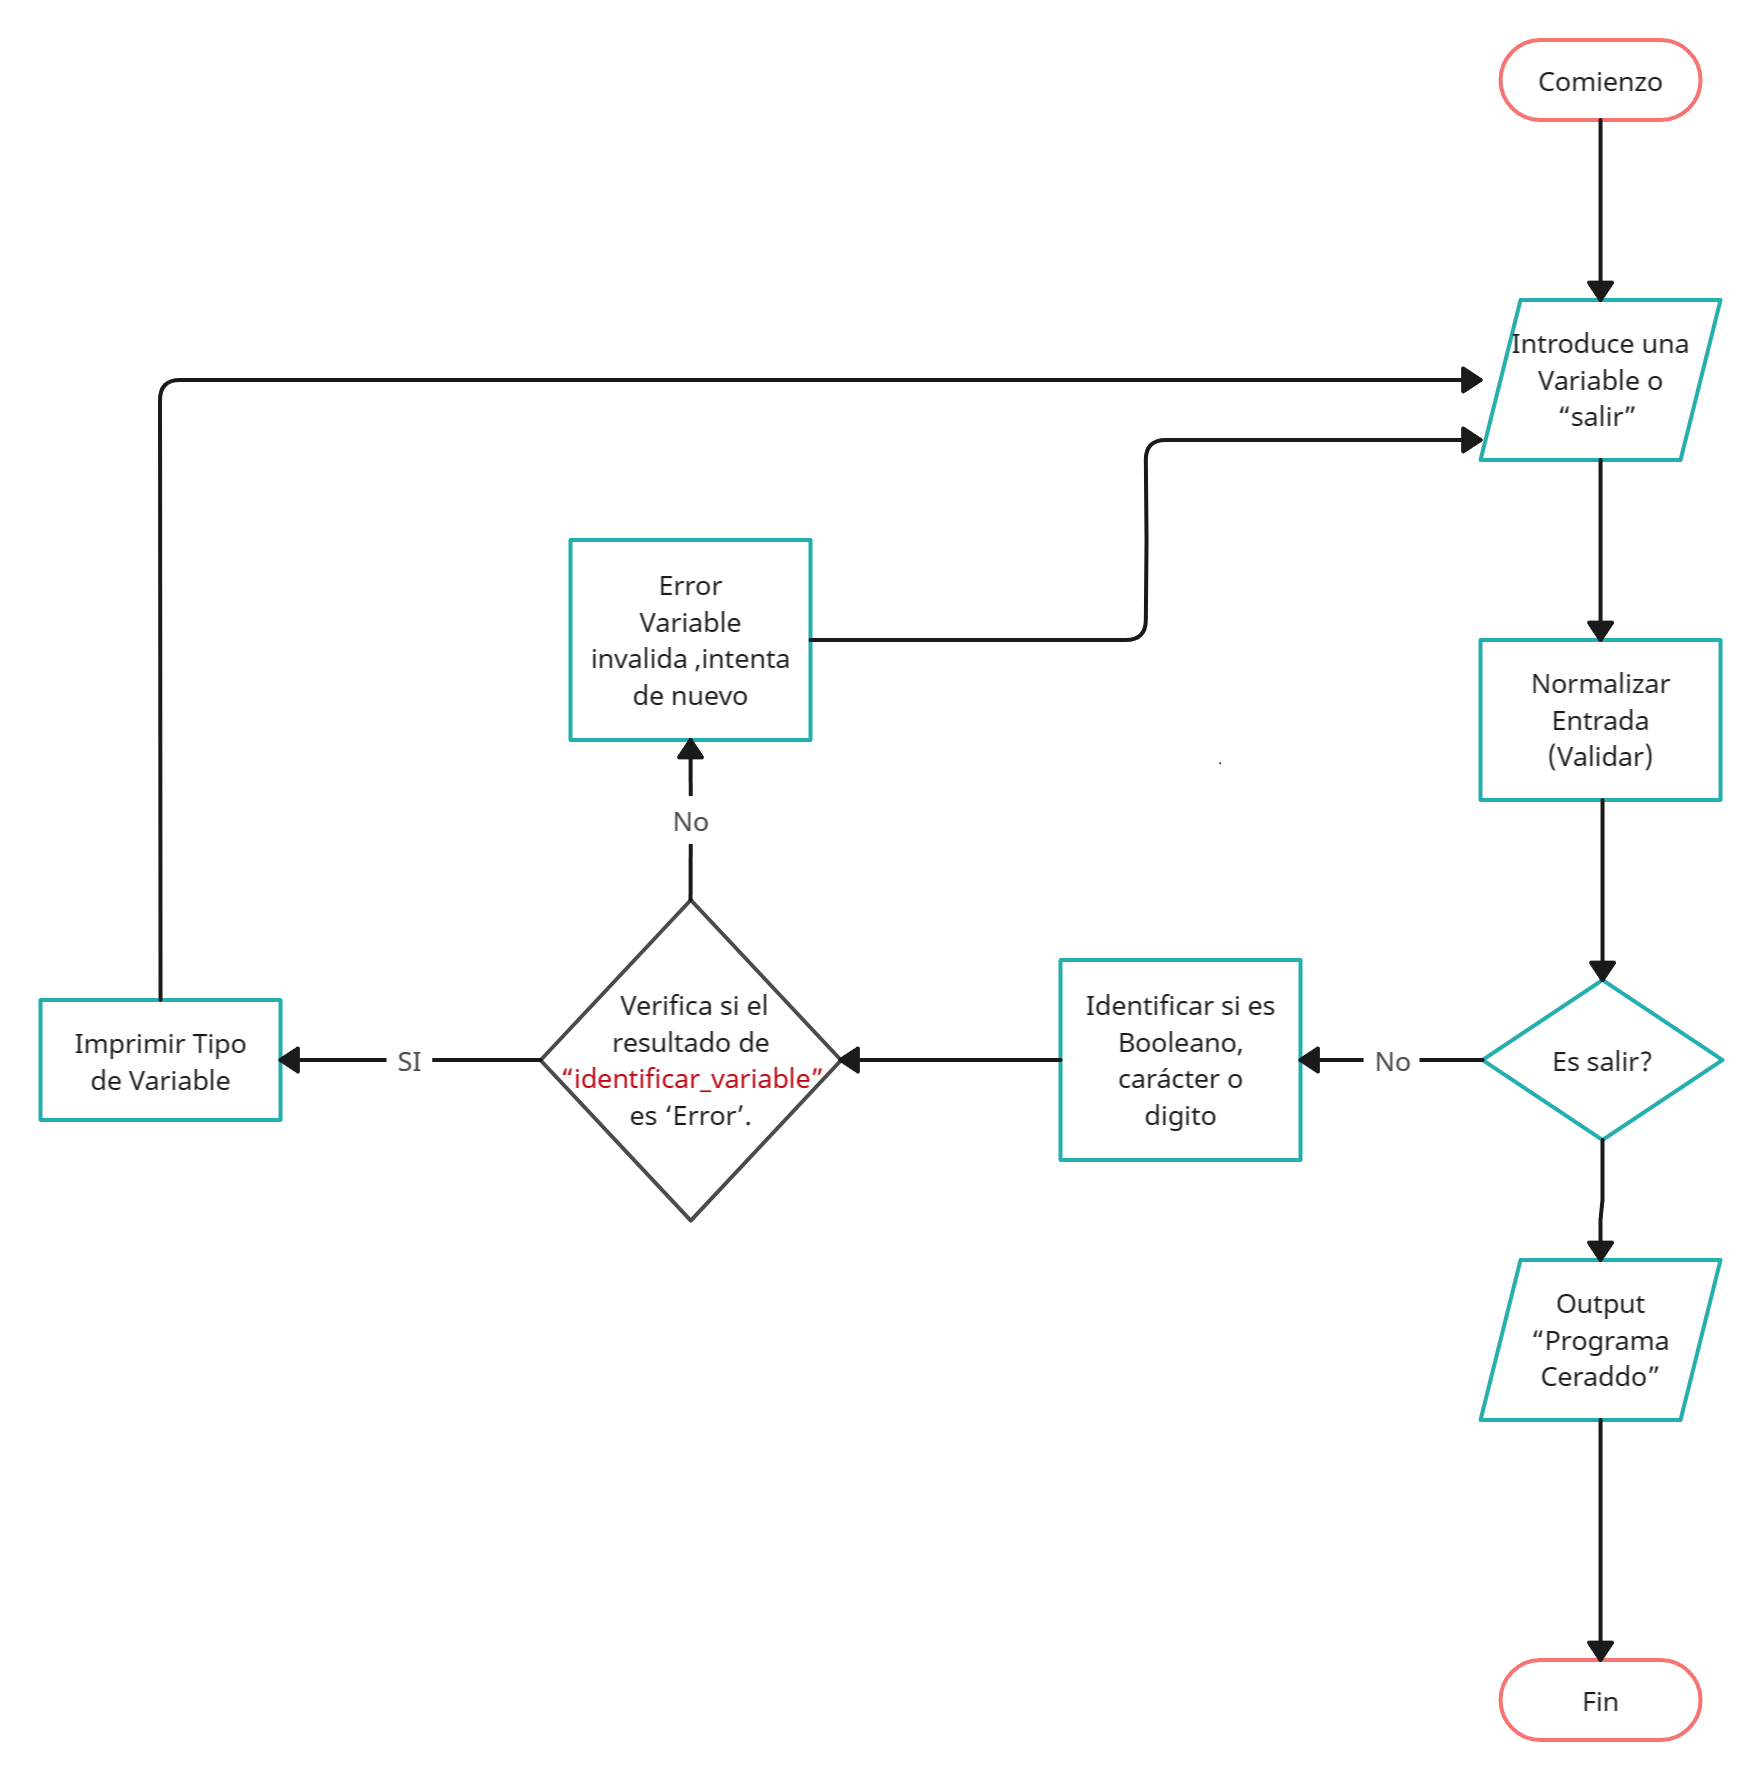 Comienzo
Introduce una
Variable o
“salir”
Normalizar
Entrada
(Validar)
Es salir?
No
Identificar si es
Booleano,
carácter o
digito
Verifica si el
resultado de
“identificar_variable”
es ‘Error’.
No
Error
Variable
invalida ,intenta
de nuevo
SI
Imprimir Tipo
de Variable
Output
“Programa
Ceraddo”
Fin